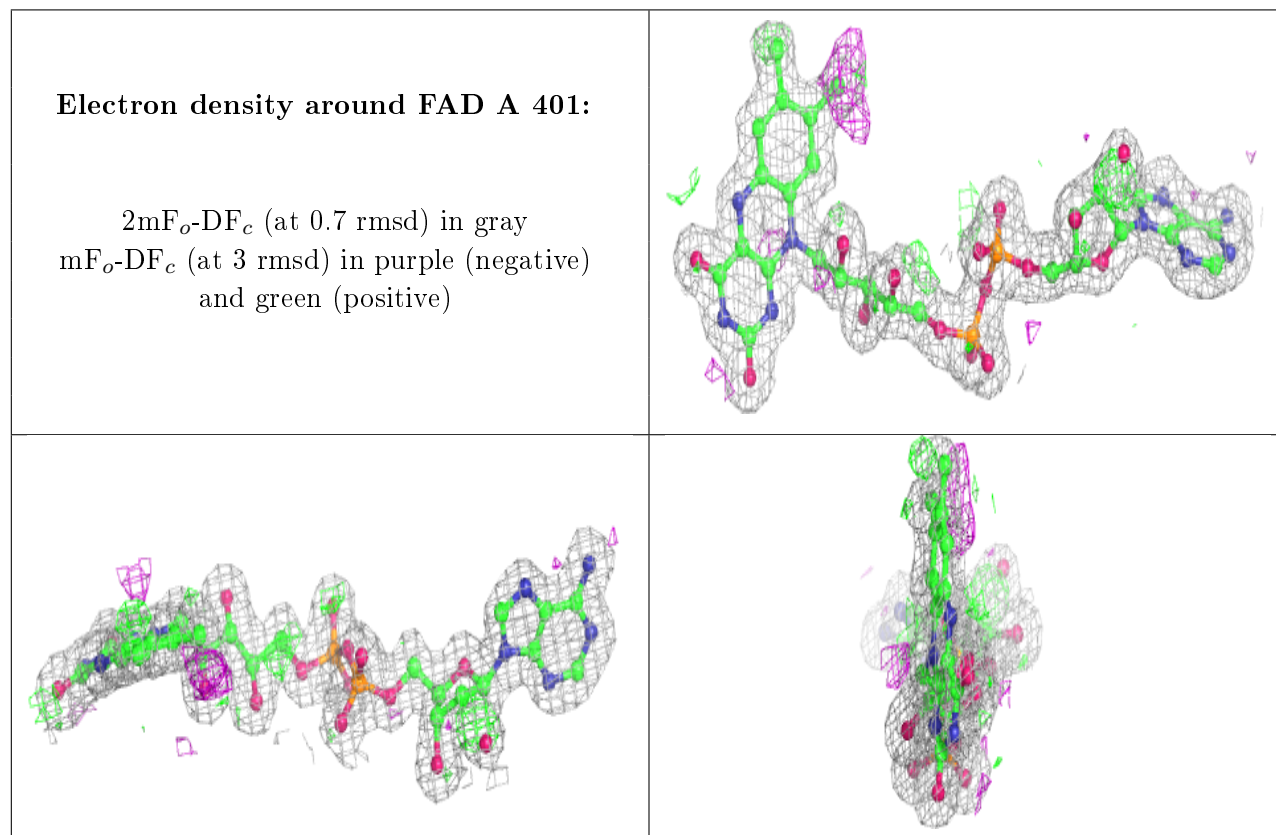 Electron density around FAD A 401:
2mFₒ-DF𝒸 (at 0.7 rmsd) in gray
mFₒ-DF𝒸 (at 3 rmsd) in purple (negative)
and green (positive)